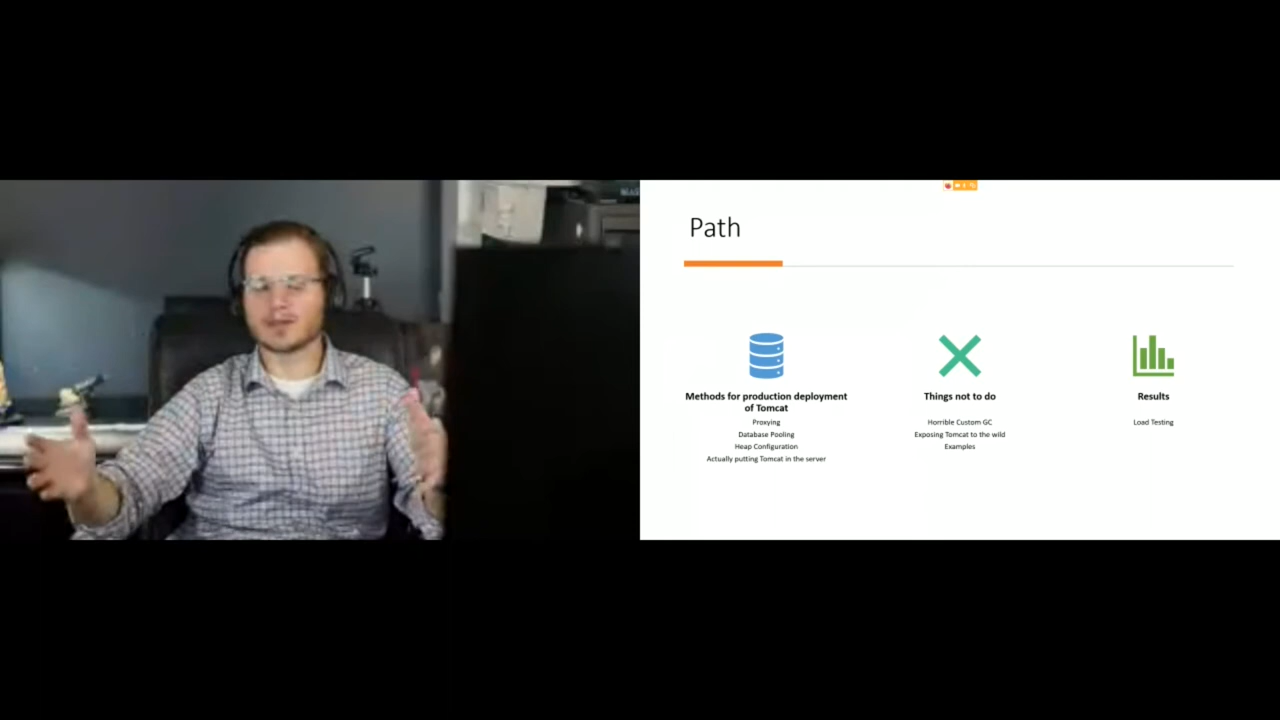 Path
Methods for production deployment
of Tomcat
Proxying
Database Pooling
Heap Configuration
Actually putting Tomcat in the server
Things not to do
Horrible Custom GC
Exposing Tomcat to the wild
Examples
Results
Load Testing